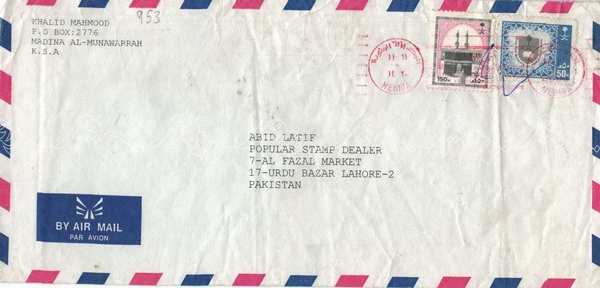 KHALID MAHMOOD
P.O BOX:2776
MADINA AL-MUNAWARRAH
K.S.A
953
150
50
MEDINA
ABID LATIF
POPULAR STAMP DEALER
7-AL FAZAL MARKET
17-URDU BAZAR LAHORE-2
PAKISTAN
BY AIR MAIL
PAR AVION